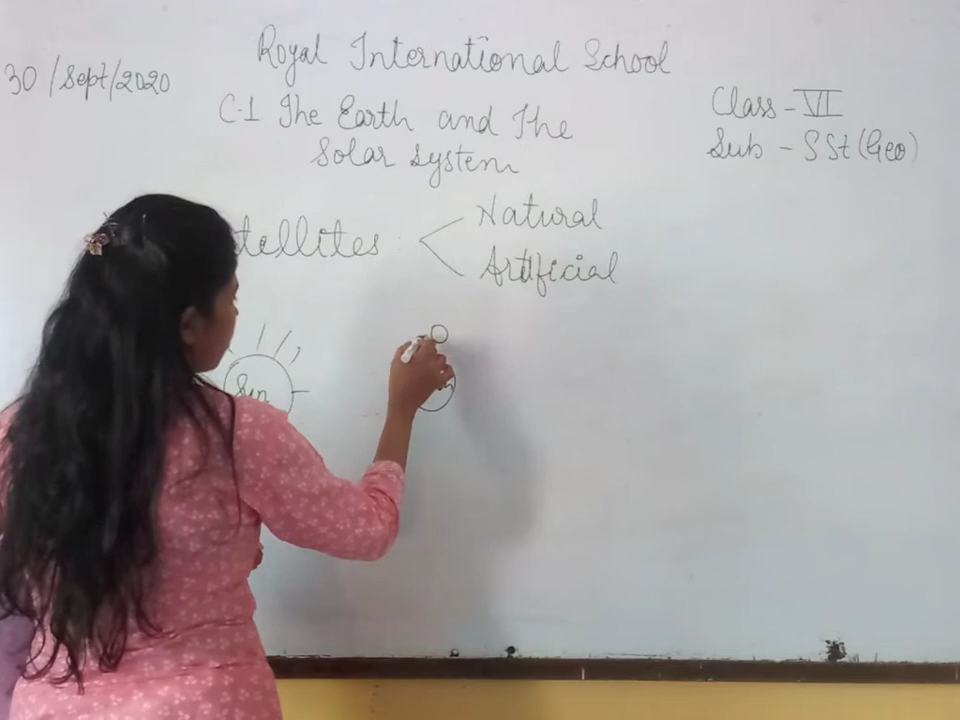 Royal International School
30/Sept/2020
C-1 The Earth and The
Solar System
Class - VI
Sub - S St (Geo)
tellites
Natural
Artificial
Sun